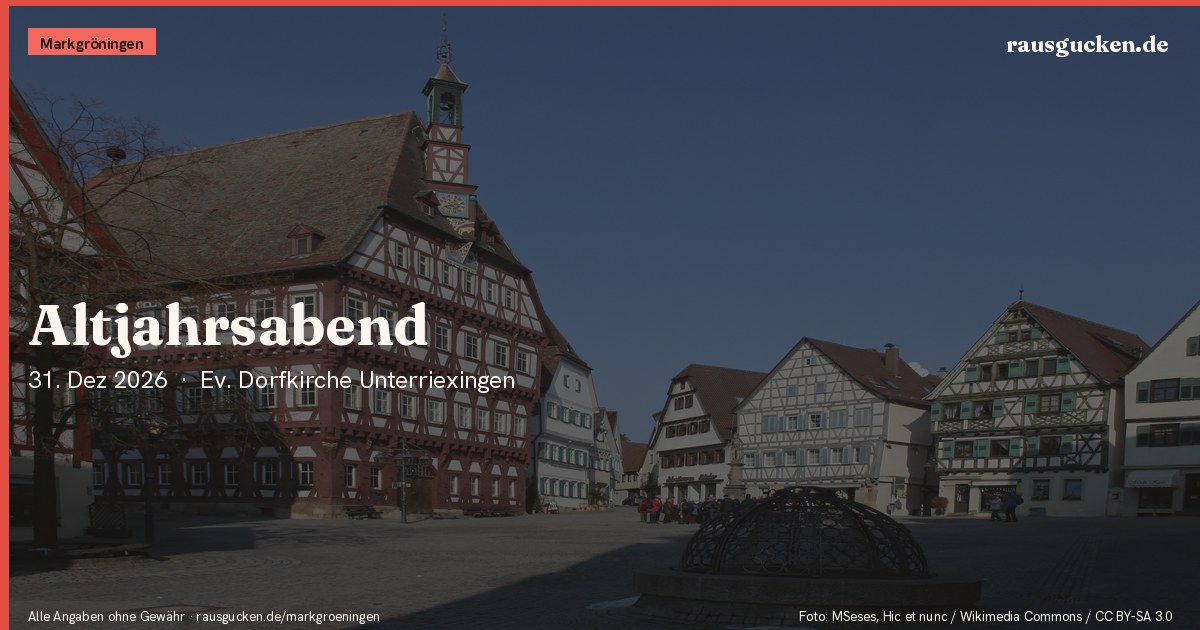 Markgröningen
rausgucken.de
Altjahrsabend
31. Dez 2026 · Ev. Dorfkirche Unterriexingen
Alle Angaben ohne Gewähr · rausgucken.de/markgroeningen
Foto: MSeses, Hic et nunc / Wikimedia Commons / CC BY-SA 3.0